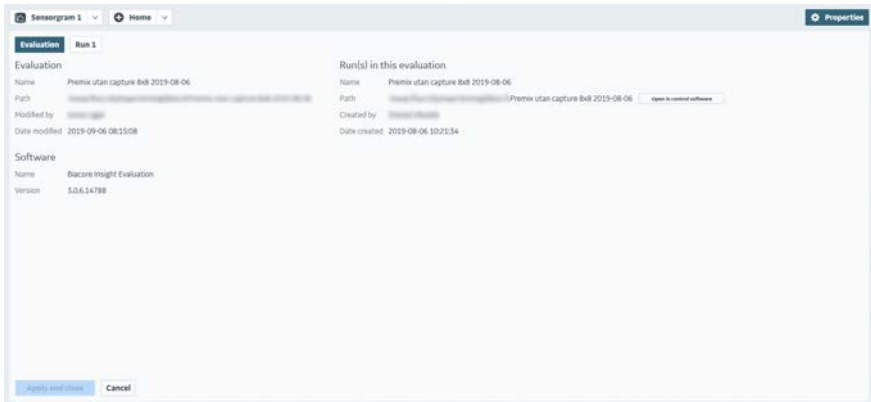 Sensorgram 1 Home Properties
Evaluation Run 1
Evaluation
Name Premix utan capture 8x8 2019-08-06
Path
Modified by
Date modified 2019-09-06 08:15:08
Software
Name Biacore Insight Evaluation
Version 3.0.6.14788
Run(s) in this evaluation
Name Premix utan capture 8x8 2019-08-06
Path Premix utan capture 8x8 2019-08-06 Open in control software
Created by
Date created 2019-08-06 10:21:34
Apply and close Cancel